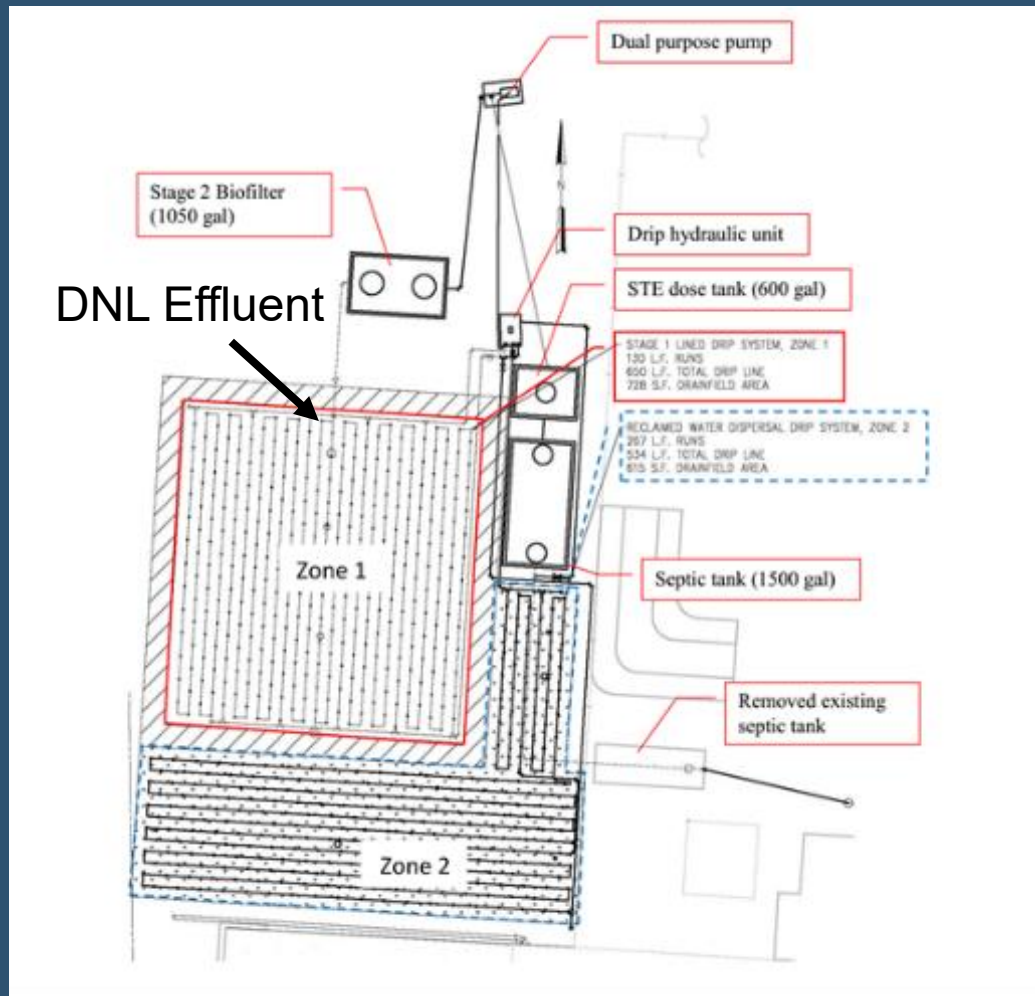 Dual purpose pump
Stage 2 Biofilter
(1050 gal)
Drip hydraulic unit
DNL Effluent
STE dose tank (600 gal)
STAGE 1 LINED DRIP SYSTEM, ZONE 1
130 L.F. RUNS
650 L.F. TOTAL DRIP LINE
728 S.F. DRAINFIELD AREA
RECLAIMED WATER DISPERSAL DRIP SYSTEM, ZONE 2
267 L.F. RUNS
534 L.F. TOTAL DRIP LINE
615 S.F. DRAINFIELD AREA
Zone 1
Septic tank (1500 gal)
Removed existing
septic tank
Zone 2